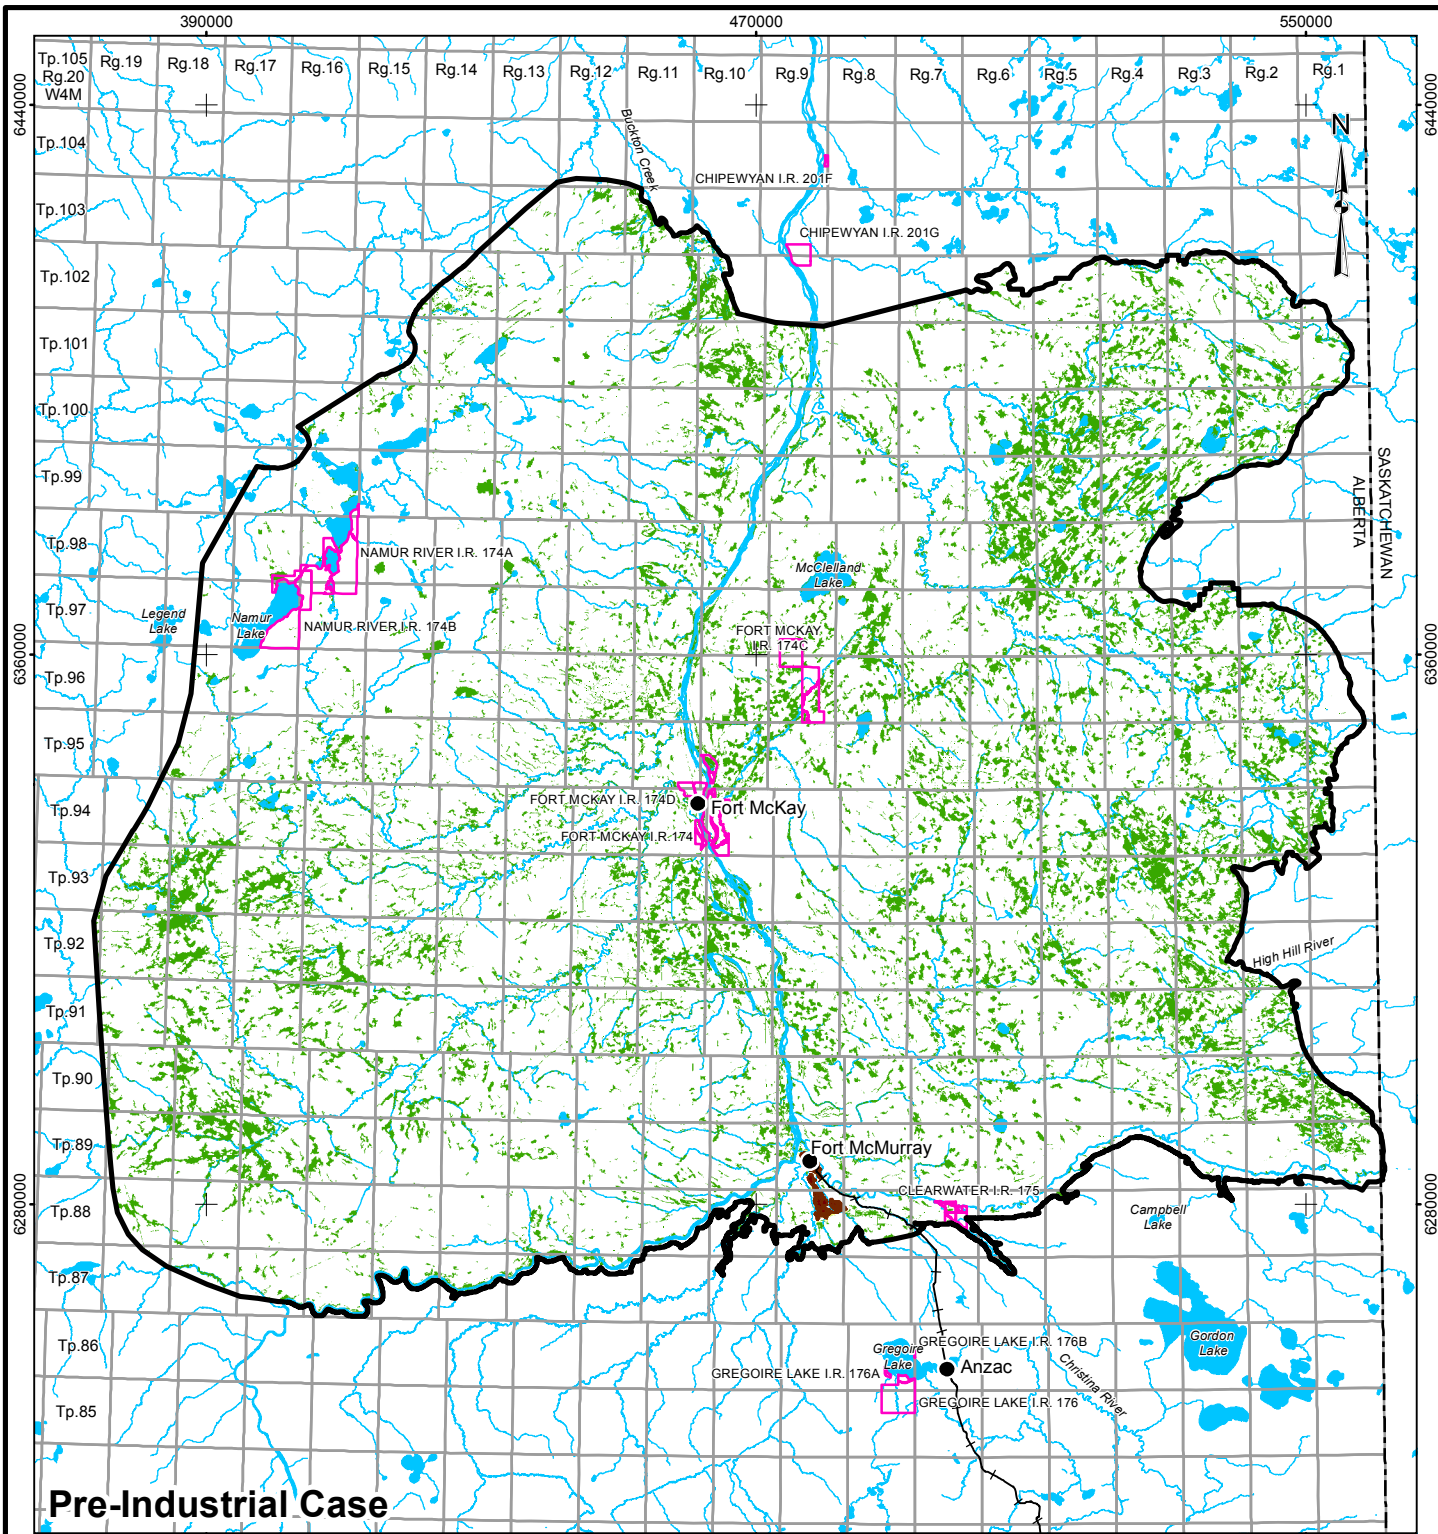 390000
470000
550000
Tp.105
Rg.20
W4M
Rg.19
Rg.18
Rg.17
Rg.16
Rg.15
Rg.14
Rg.13
Rg.12
Rg.11
Rg.10
Rg.9
Rg.8
Rg.7
Rg.6
Rg.5
Rg.4
Rg.3
Rg.2
Rg.1
6440000
6440000
N
Tp.104
Buckton Creek
CHIPEWYAN I.R. 201F
Tp.103
CHIPEWYAN I.R. 201G
Tp.102
Tp.101
Tp.100
Tp.99
SASKATCHEWAN
ALBERTA
Tp.98
NAMUR RIVER I.R. 174A
McClelland
Lake
Tp.97
Legend
Lake
Namur
Lake
NAMUR RIVER I.R. 174B
FORT MCKAY
I.R. 174C
6360000
6360000
Tp.96
Tp.95
Tp.94
FORT MCKAY I.R. 174D
Fort McKay
FORT MCKAY I.R.174
Tp.93
Tp.92
High Hill River
Tp.91
Tp.90
Tp.89
Fort McMurray
CLEARWATER I.R. 175
6280000
6280000
Tp.88
Campbell
Lake
Tp.87
Tp.86
Gordon
Lake
GREGOIRE LAKE I.R. 176B
Gregoire
Lake
GREGOIRE LAKE I.R. 176A
Anzac
Christina River
GREGOIRE LAKE I.R. 176
Tp.85
Pre-Industrial Case